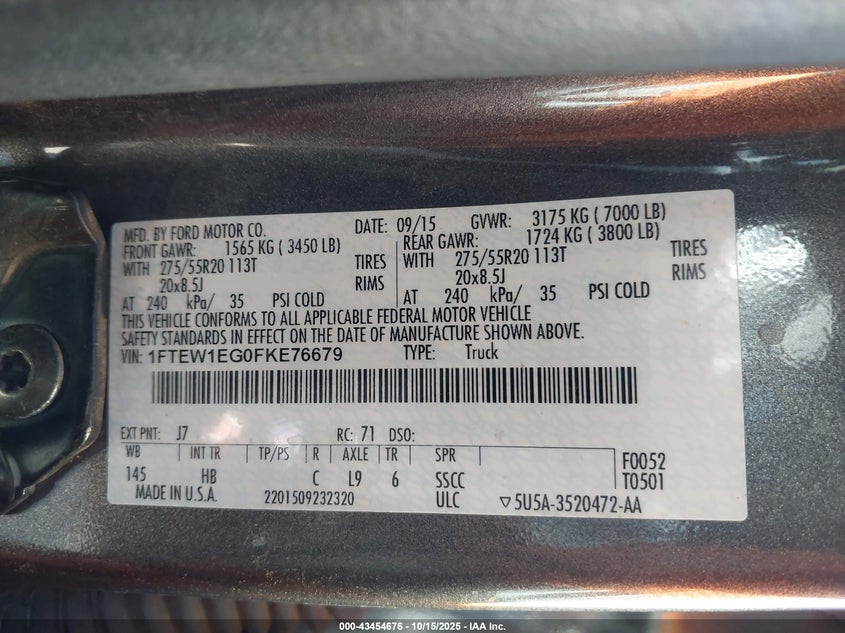 MFD. BY FORD MOTOR CO. DATE: 09/15 GVWR: 3175 KG ( 7000 LB)
FRONT GAWR: 1565 KG ( 3450 LB) REAR GAWR: 1724 KG ( 3800 LB)
WITH 275/55R20 113T TIRES WITH 275/55R20 113T TIRES
20x8.5J RIMS 20x8.5J RIMS
AT 240 kPa/ 35 PSI COLD AT 240 kPa/ 35 PSI COLD
THIS VEHICLE CONFORMS TO ALL APPLICABLE FEDERAL MOTOR VEHICLE
SAFETY STANDARDS IN EFFECT ON THE DATE OF MANUFACTURE SHOWN ABOVE.
VIN: 1FTEW1EG0FKE76679 TYPE: Truck
EXT PNT: J7 RC: 71 DSO:
WB INT TR TP/PS R AXLE TR SPR F0052
145 HB C L9 6 SSCC T0501
MADE IN U.S.A. 2201509232320 ULC ▽5U5A-3520472-AA
000-43454676 - 10/15/2025 - IAA Inc.